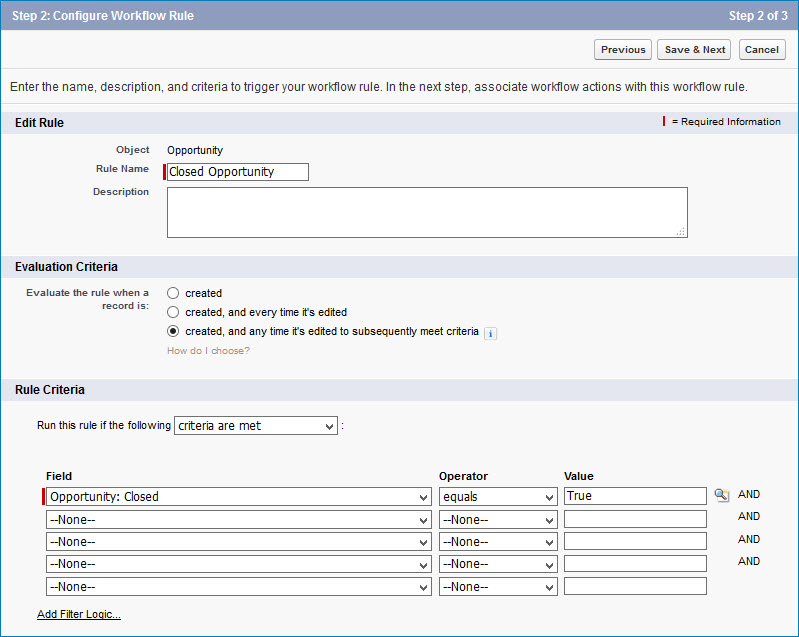 Step 2: Configure Workflow Rule Step 2 of 3
Previous Save & Next Cancel
Enter the name, description, and criteria to trigger your workflow rule. In the next step, associate workflow actions with this workflow rule.
Edit Rule = Required Information
Object Opportunity
Rule Name Closed Opportunity
Description
Evaluation Criteria
Evaluate the rule when a
record is:
created
created, and every time it's edited
created, and any time it's edited to subsequently meet criteria i
How do I choose?
Rule Criteria
Run this rule if the following criteria are met :
Field Operator Value
Opportunity: Closed equals True AND
--None-- --None-- AND
--None-- --None-- AND
--None-- --None-- AND
--None-- --None--
Add Filter Logic...